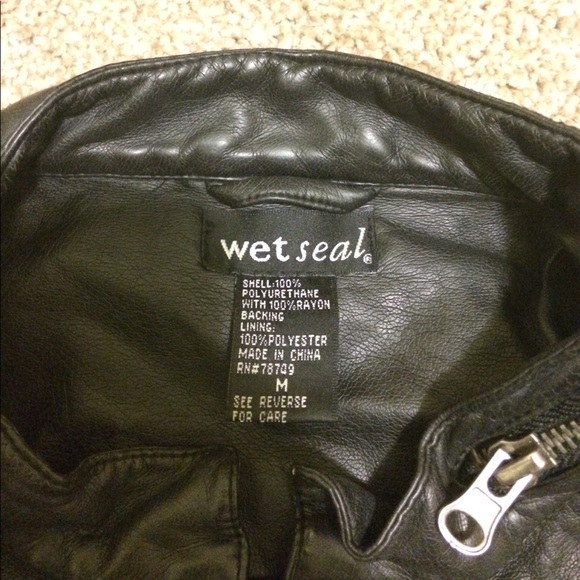 wet seal®
SHELL:100%
POLYURETHANE
WITH 100%RAYON
BACKING
LINING:
100%POLYESTER
MADE IN CHINA
RN#78749
M
SEE REVERSE
FOR CARE